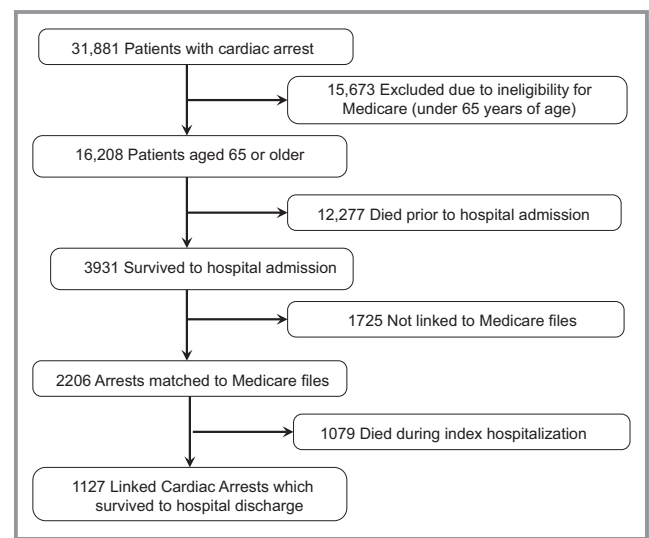 31,881 Patients with cardiac arrest
15,673 Excluded due to ineligibility for
Medicare (under 65 years of age)
16,208 Patients aged 65 or older
12,277 Died prior to hospital admission
3931 Survived to hospital admission
1725 Not linked to Medicare files
2206 Arrests matched to Medicare files
1079 Died during index hospitalization
1127 Linked Cardiac Arrests which
survived to hospital discharge